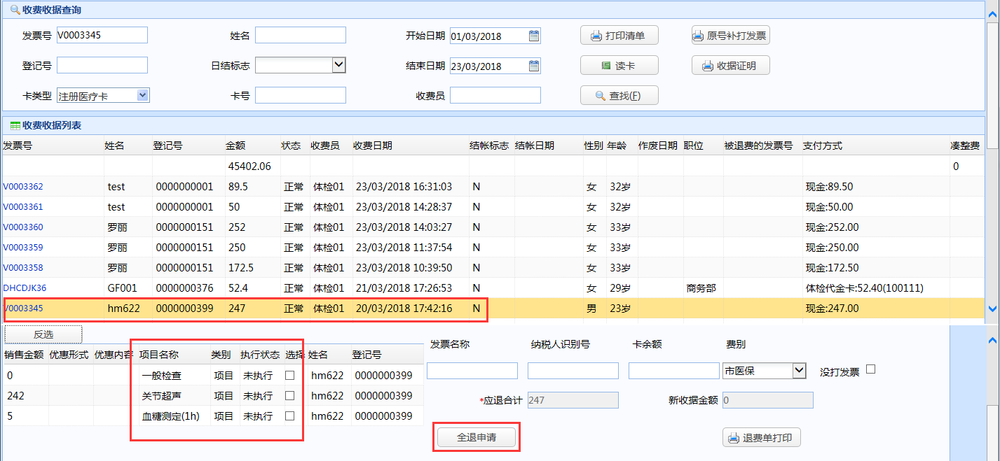 收费收据查询
发票号 V0003345 姓名 开始日期 01/03/2018 打印清单 原号补打发票
登记号 日结标志 结束日期 23/03/2018 读卡 收据证明
卡类型 注册医疗卡 卡号 收费员 查找(F)
收费收据列表
发票号 姓名 登记号 金额 状态 收费员 收费日期 结帐标志 结帐日期 性别 年龄 作废日期 职位 被退费的发票号 支付方式 凑整费
45402.06 0
V0003362 test 0000000001 89.5 正常 体检01 23/03/2018 16:31:03 N 女 32岁 现金:89.50
V0003361 test 0000000001 50 正常 体检01 23/03/2018 14:28:37 N 女 32岁 现金:50.00
V0003360 罗丽 0000000151 252 正常 体检01 23/03/2018 14:03:27 N 女 33岁 现金:252.00
V0003359 罗丽 0000000151 250 正常 体检01 23/03/2018 11:37:54 N 女 33岁 现金:250.00
V0003358 罗丽 0000000151 172.5 正常 体检01 23/03/2018 10:39:50 N 女 33岁 现金:172.50
DHCDJK36 GF001 0000000376 52.4 正常 体检01 21/03/2018 17:26:53 N 女 29岁 商务部 体检代金卡:52.40(100111)
V0003345 hm622 0000000399 247 正常 体检01 20/03/2018 17:42:16 N 男 23岁 现金:247.00
反选
销售金额 优惠形式 优惠内容 项目名称 类别 执行状态 选择 姓名 登记号
0 一般检查 项目 未执行 hm622 0000000399
242 关节超声 项目 未执行 hm622 0000000399
5 血糖测定(1h) 项目 未执行 hm622 0000000399
发票名称 纳税人识别号 卡余额 费别
市医保 没打发票
*应退合计 247 新收据金额 0
全退申请 退费单打印